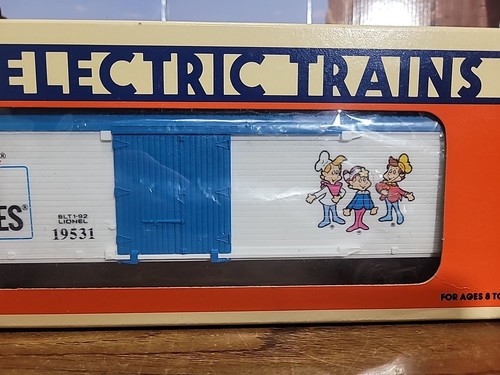 ELECTRIC TRAINS
®
ES®
BLT 1-92
LIONEL
19531
FOR AGES 8 TO